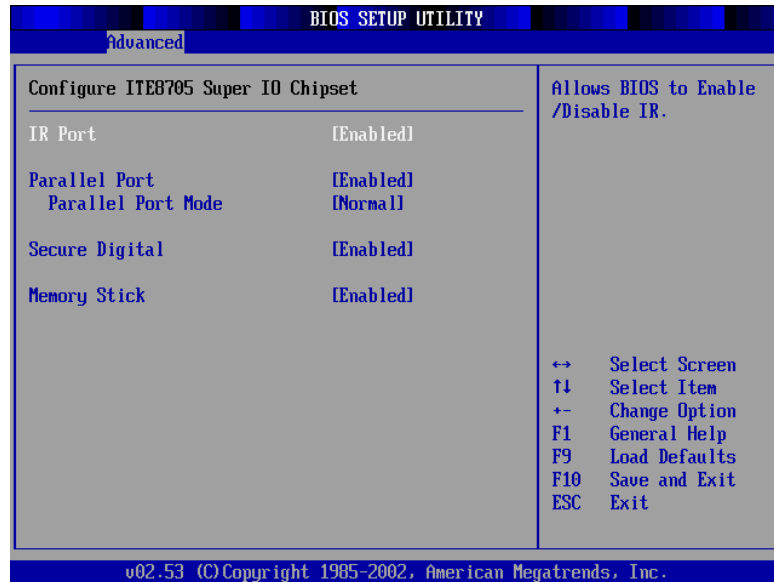 BIOS SETUP UTILITY
Advanced
Configure ITE8705 Super IO Chipset
IR Port [Enabled]
Parallel Port [Enabled]
Parallel Port Mode [Normal]
Secure Digital [Enabled]
Memory Stick [Enabled]
Allows BIOS to Enable
/Disable IR.
↔ Select Screen
↑↓ Select Item
+- Change Option
F1 General Help
F9 Load Defaults
F10 Save and Exit
ESC Exit
v02.53 (C)Copyright 1985-2002, American Megatrends, Inc.